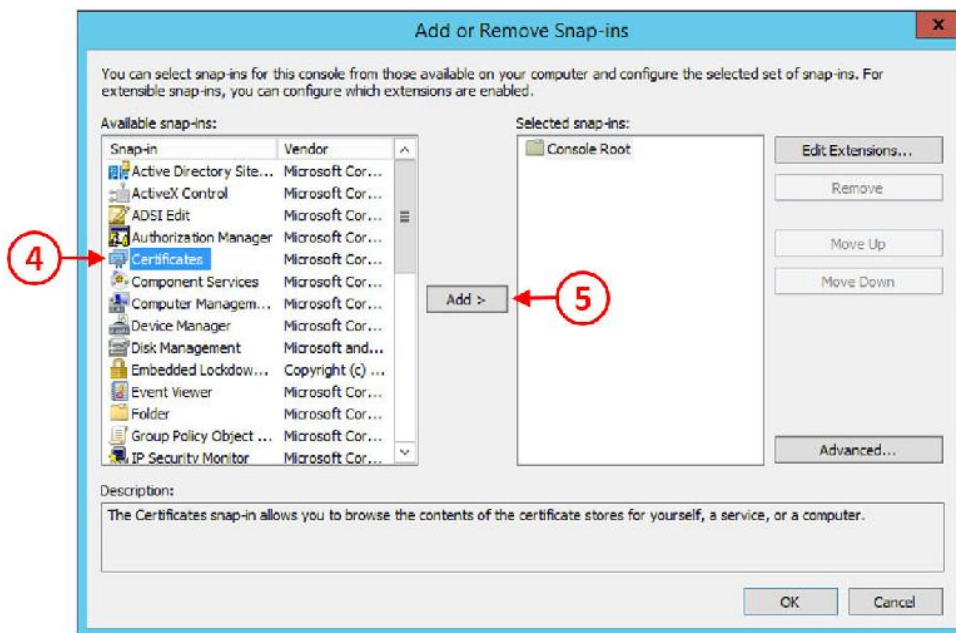 Add or Remove Snap-ins
x
You can select snap-ins for this console from those available on your computer and configure the selected set of snap-ins. For
extensible snap-ins, you can configure which extensions are enabled.
Available snap-ins:
Snap-in Vendor
Active Directory Site... Microsoft Cor...
ActiveX Control Microsoft Cor...
ADSI Edit Microsoft Cor...
Authorization Manager Microsoft Cor...
4
Certificates Microsoft Cor...
Component Services Microsoft Cor...
Computer Managem... Microsoft Cor...
Device Manager Microsoft Cor...
Disk Management Microsoft and...
Embedded Lockdow... Copyright (c) ...
Event Viewer Microsoft Cor...
Folder Microsoft Cor...
Group Policy Object ... Microsoft Cor...
IP Security Monitor Microsoft Cor...
Add >
5
Selected snap-ins:
Console Root
Edit Extensions...
Remove
Move Up
Move Down
Advanced...
Description:
The Certificates snap-in allows you to browse the contents of the certificate stores for yourself, a service, or a computer.
OK
Cancel